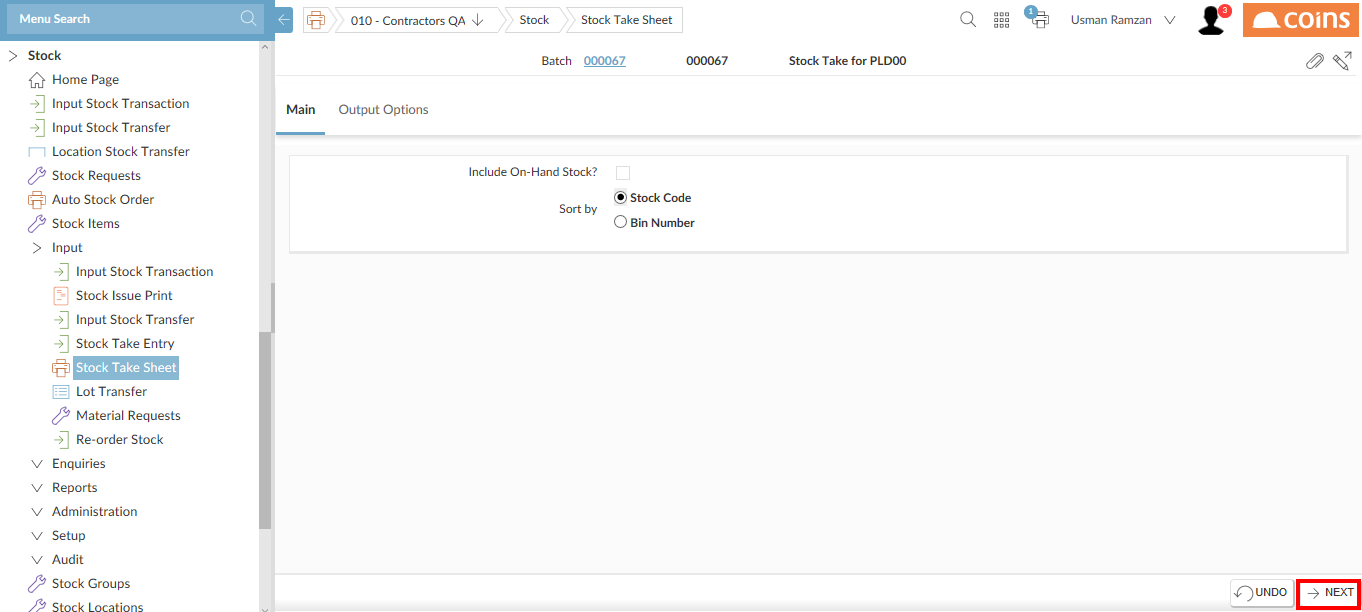 Menu Search
010 - Contractors QA
Stock
Stock Take Sheet
1
Usman Ramzan
3
coins
Batch 000067 000067 Stock Take for PLD00
Main Output Options
Include On-Hand Stock?
Sort by
Stock Code
Bin Number
Stock
Home Page
Input Stock Transaction
Input Stock Transfer
Location Stock Transfer
Stock Requests
Auto Stock Order
Stock Items
Input
Input Stock Transaction
Stock Issue Print
Input Stock Transfer
Stock Take Entry
Stock Take Sheet
Lot Transfer
Material Requests
Re-order Stock
Enquiries
Reports
Administration
Setup
Audit
Stock Groups
Stock Locations
UNDO
NEXT